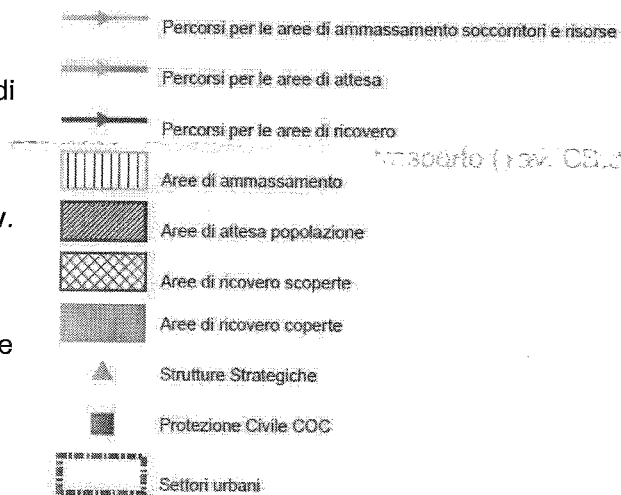 Percorsi per le aree di ammassamento soccorritori e risorse
Percorsi per le aree di attesa
di
Percorsi per le aree di ricovero
Aree di ammassamento
Aree di attesa popolazione
v.
Aree di ricovero scoperte
Aree di ricovero coperte
e
Strutture Strategiche
Protezione Civile COC
Settori urbani